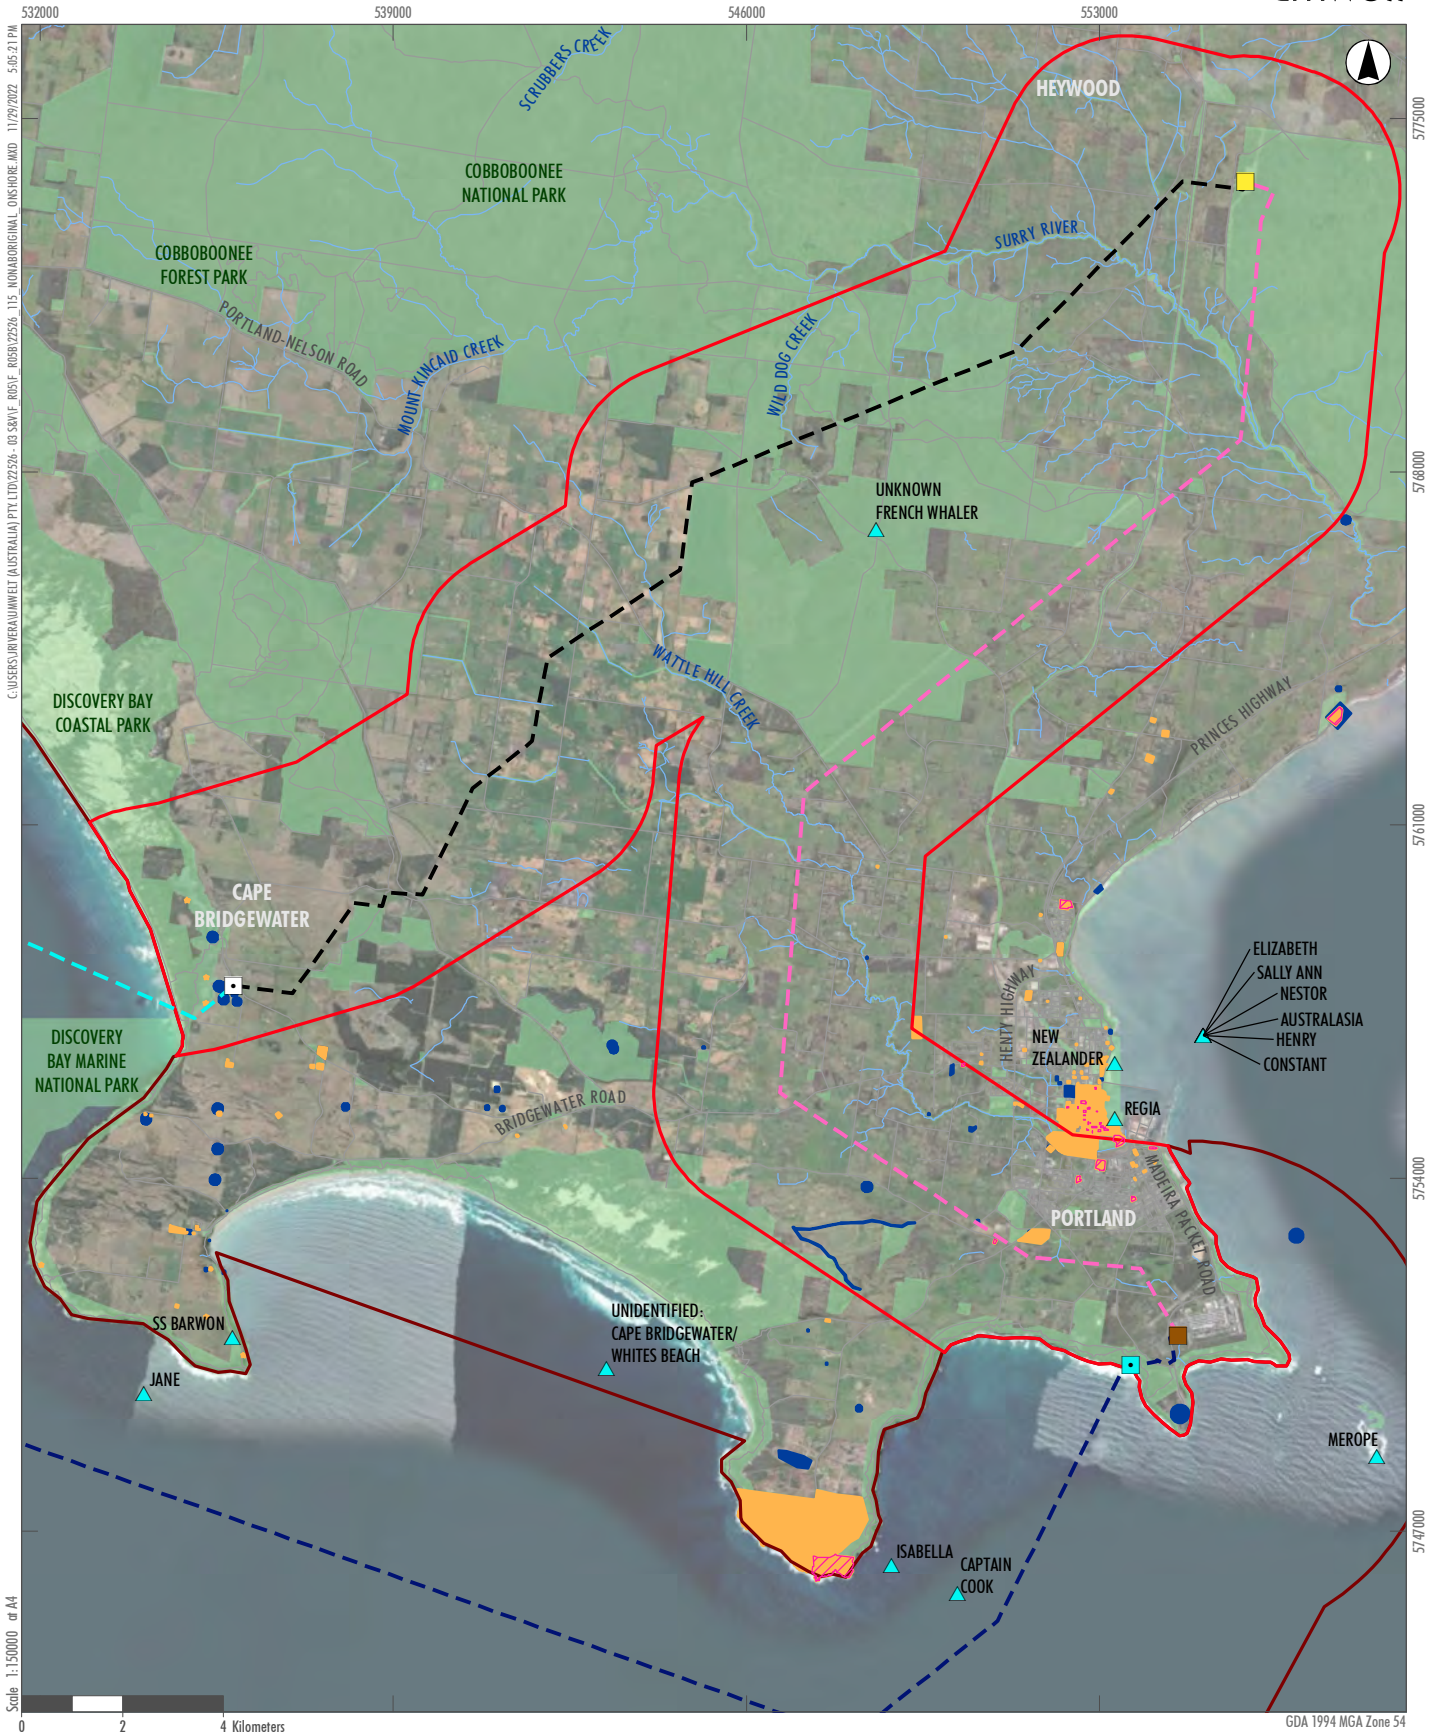 532000
539000
546000
553000
HEYWOOD
5775000
SCRUBBERS CREEK
COBBOBOONEE
NATIONAL PARK
SURRY RIVER
COBBOBOONEE
FOREST PARK
PORTLAND-NELSON ROAD
MOUNT KINCAID CREEK
WILD DOG CREEK
5768000
UNKNOWN
FRENCH WHALER
WATTLE HILL CREEK
DISCOVERY BAY
COASTAL PARK
PRINCES HIGHWAY
5761000
CAPE
BRIDGEWATER
HENTY HIGHWAY
ELIZABETH
SALLY ANN
NESTOR
AUSTRALASIA
HENRY
CONSTANT
DISCOVERY
BAY MARINE
NATIONAL PARK
NEW
ZEALANDER
BRIDGEWATER ROAD
REGIA
5754000
MADEIRA PACKET ROAD
PORTLAND
SS BARWON
UNIDENTIFIED:
CAPE BRIDGEWATER/
WHITES BEACH
JANE
MEROPE
5747000
ISABELLA
CAPTAIN
COOK
Scale 1:150000 at A4
0
2
4 Kilometers
GDA 1994 MGA Zone 54